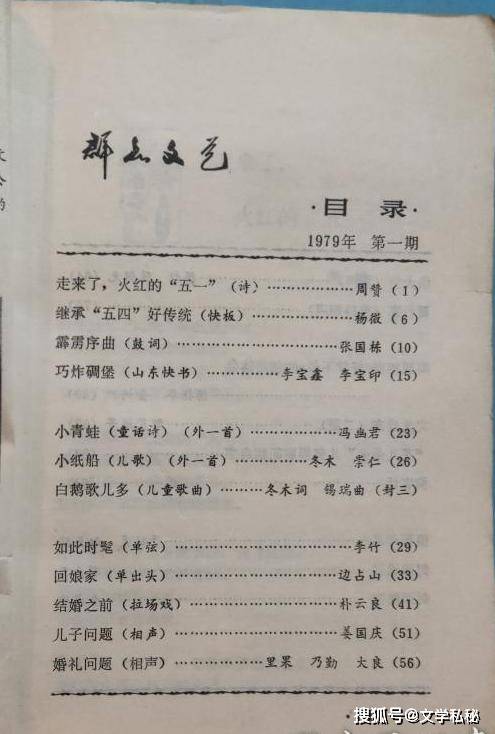 群众文艺
·目 录·
1979年 第一期
走来了,火红的“五一”(诗)………………周赞(1)
继承“五四”好传统(快板)………………杨微(6)
霹雳序曲(鼓词)………………张国栋(10)
巧炸碉堡(山东快书)………………李宝鑫 李宝印(15)
小青蛙(童话诗)(外一首)………………冯幽君(23)
小纸船(儿歌)(外一首)………………冬木 崇仁(26)
白鹅歌儿多(儿童歌曲)………冬木词 锡瑞曲(封三)
如此时髦(单弦)………………李竹(29)
回娘家(单出头)………………边占山(33)
结婚之前(拉场戏)………………朴云良(41)
儿子问题(相声)………………姜国庆(51)
婚礼问题(相声)………………里果 乃勤 大良(56)
搜狐号@文学私秘